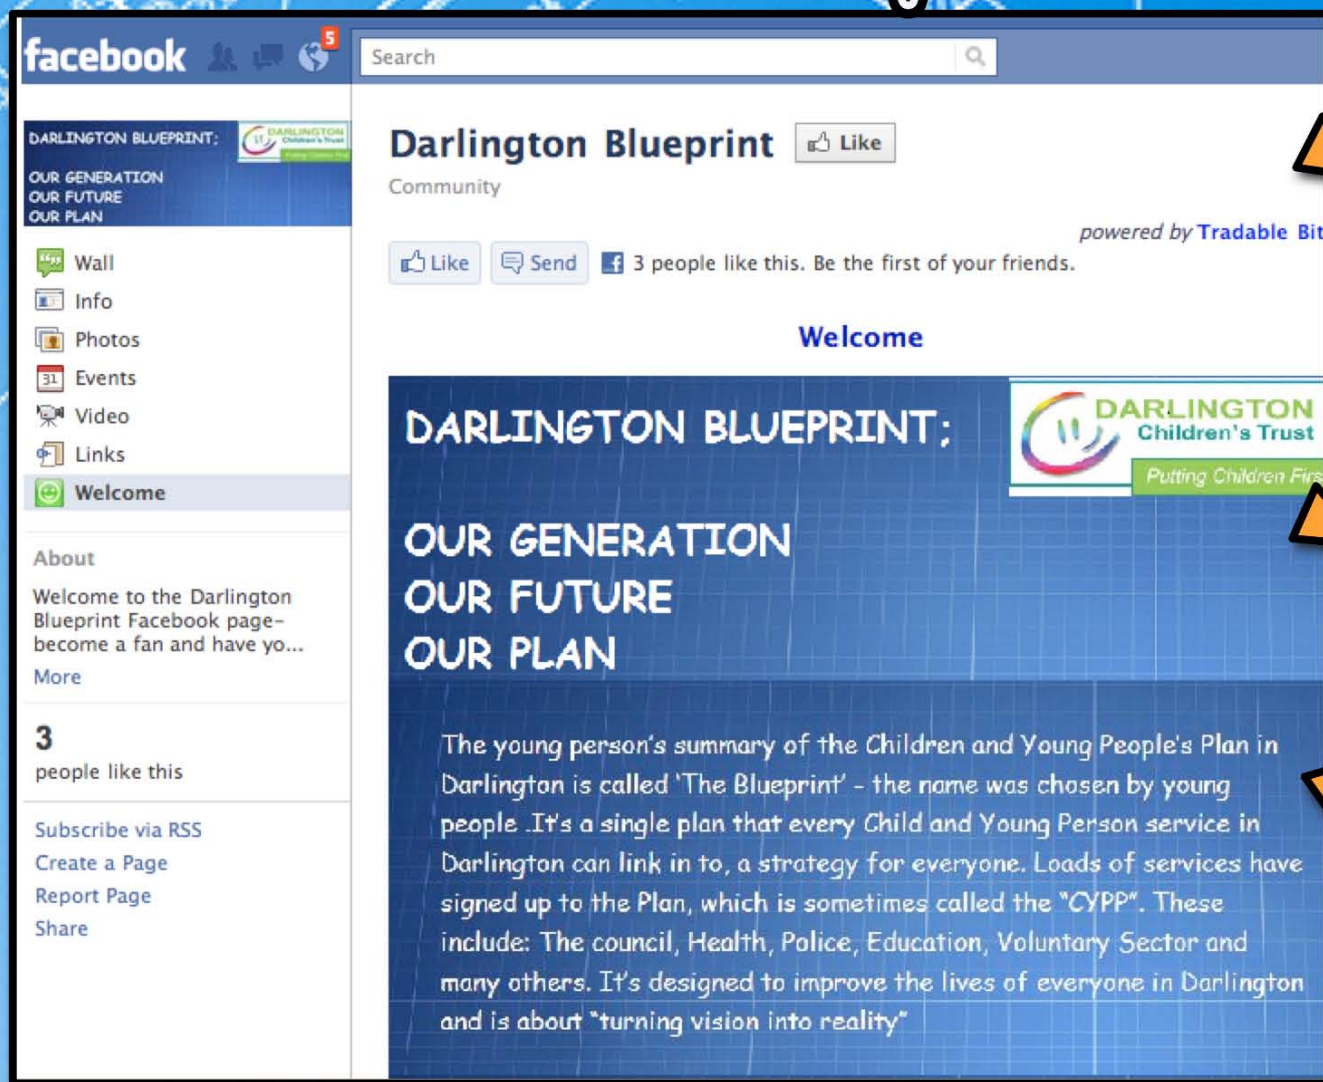 facebook
5
Search
DARLINGTON BLUEPRINT:
DARLINGTON
Children's Trust
OUR GENERATION
OUR FUTURE
OUR PLAN
Wall
Info
Photos
31 Events
Video
Links
Welcome
About
Welcome to the Darlington
Blueprint Facebook page-
become a fan and have yo...
More
3
people like this
Subscribe via RSS
Create a Page
Report Page
Share
Darlington Blueprint Like
Community
powered by Tradable Bit
Like Send 3 people like this. Be the first of your friends.
Welcome
DARLINGTON BLUEPRINT;
DARLINGTON
Children's Trust
Putting Children Firs
OUR GENERATION
OUR FUTURE
OUR PLAN
The young person's summary of the Children and Young People's Plan in
Darlington is called 'The Blueprint' - the name was chosen by young
people .It's a single plan that every Child and Young Person service in
Darlington can link in to, a strategy for everyone. Loads of services have
signed up to the Plan, which is sometimes called the "CYPP". These
include: The council, Health, Police, Education, Voluntary Sector and
many others. It's designed to improve the lives of everyone in Darlington
and is about "turning vision into reality"